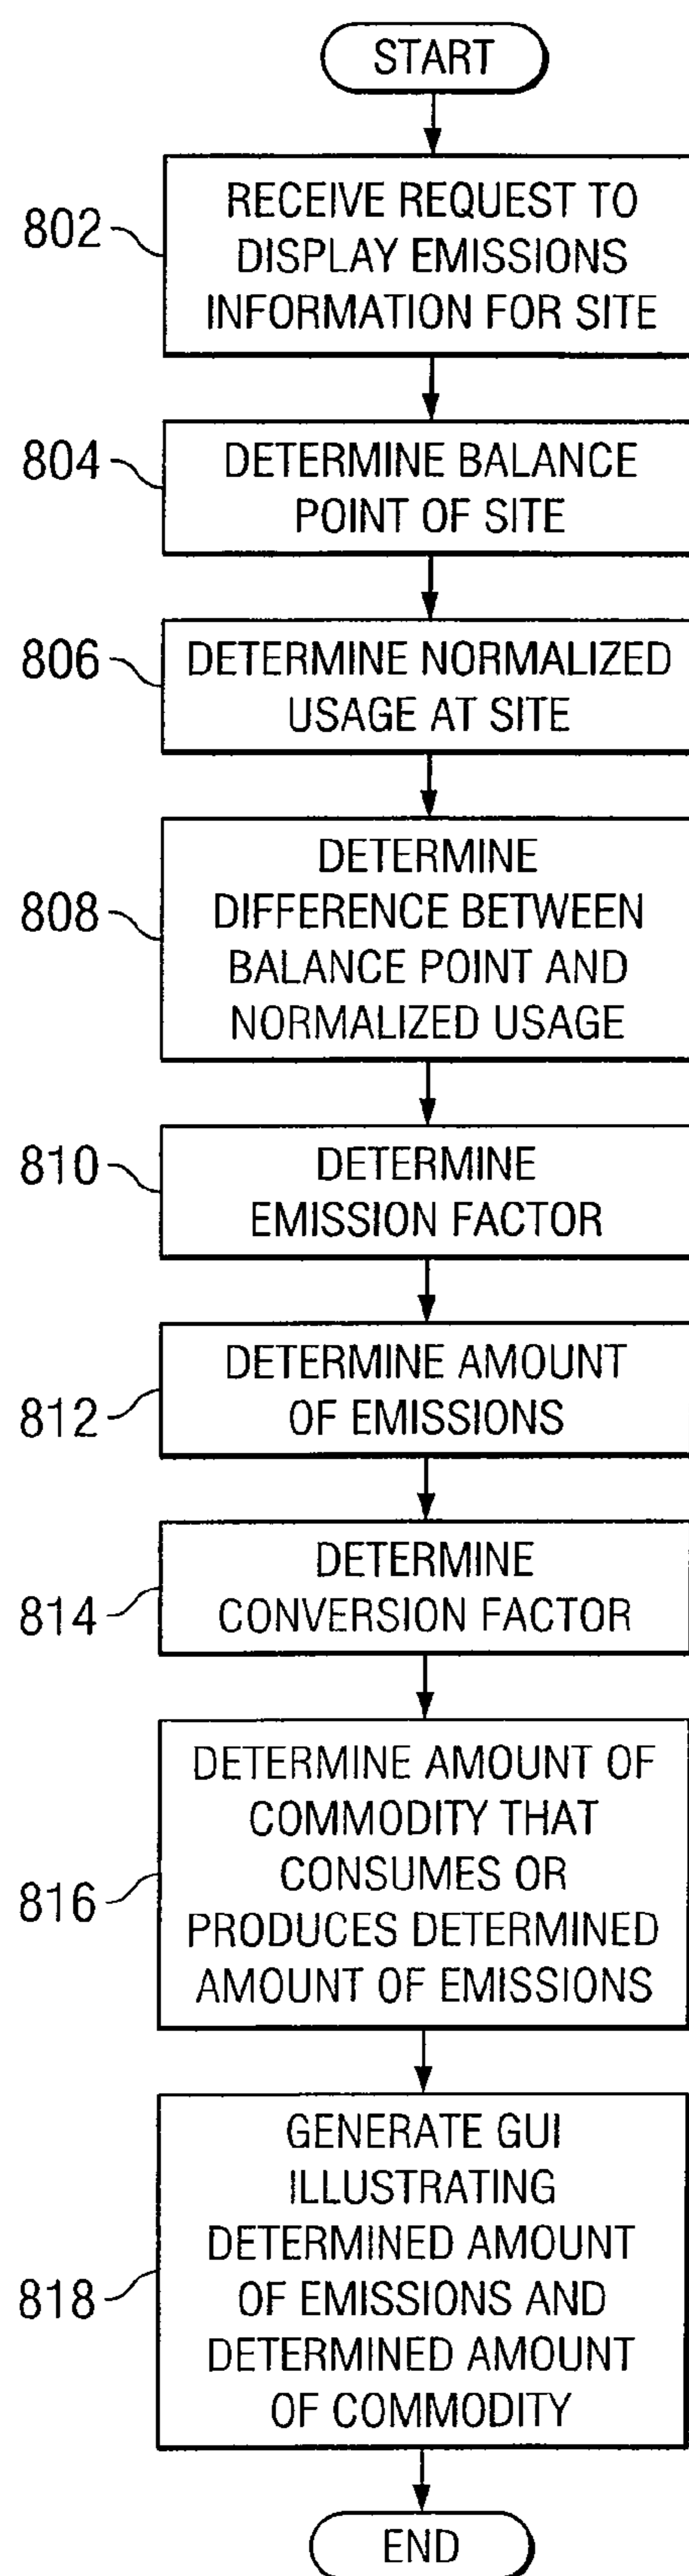 START
802
RECEIVE REQUEST TO
DISPLAY EMISSIONS
INFORMATION FOR SITE
804
DETERMINE BALANCE
POINT OF SITE
806
DETERMINE NORMALIZED
USAGE AT SITE
808
DETERMINE
DIFFERENCE BETWEEN
BALANCE POINT AND
NORMALIZED USAGE
810
DETERMINE
EMISSION FACTOR
812
DETERMINE AMOUNT
OF EMISSIONS
814
DETERMINE
CONVERSION FACTOR
816
DETERMINE AMOUNT OF
COMMODITY THAT
CONSUMES OR
PRODUCES DETERMINED
AMOUNT OF EMISSIONS
818
GENERATE GUI
ILLUSTRATING
DETERMINED AMOUNT
OF EMISSIONS AND
DETERMINED AMOUNT
OF COMMODITY
END